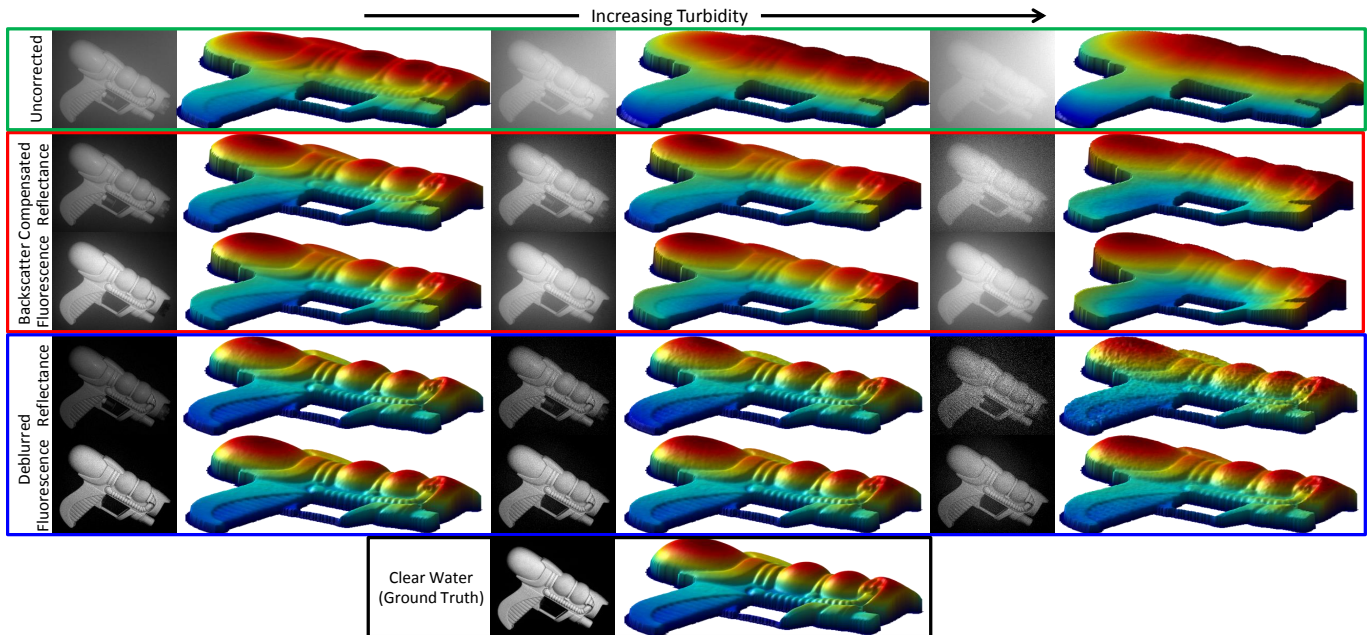 Increasing Turbidity
Uncorrected
Backscatter Compensated
Reflectance
Fluorescence
Deblurred
Reflectance
Fluorescence
Clear Water
(Ground Truth)